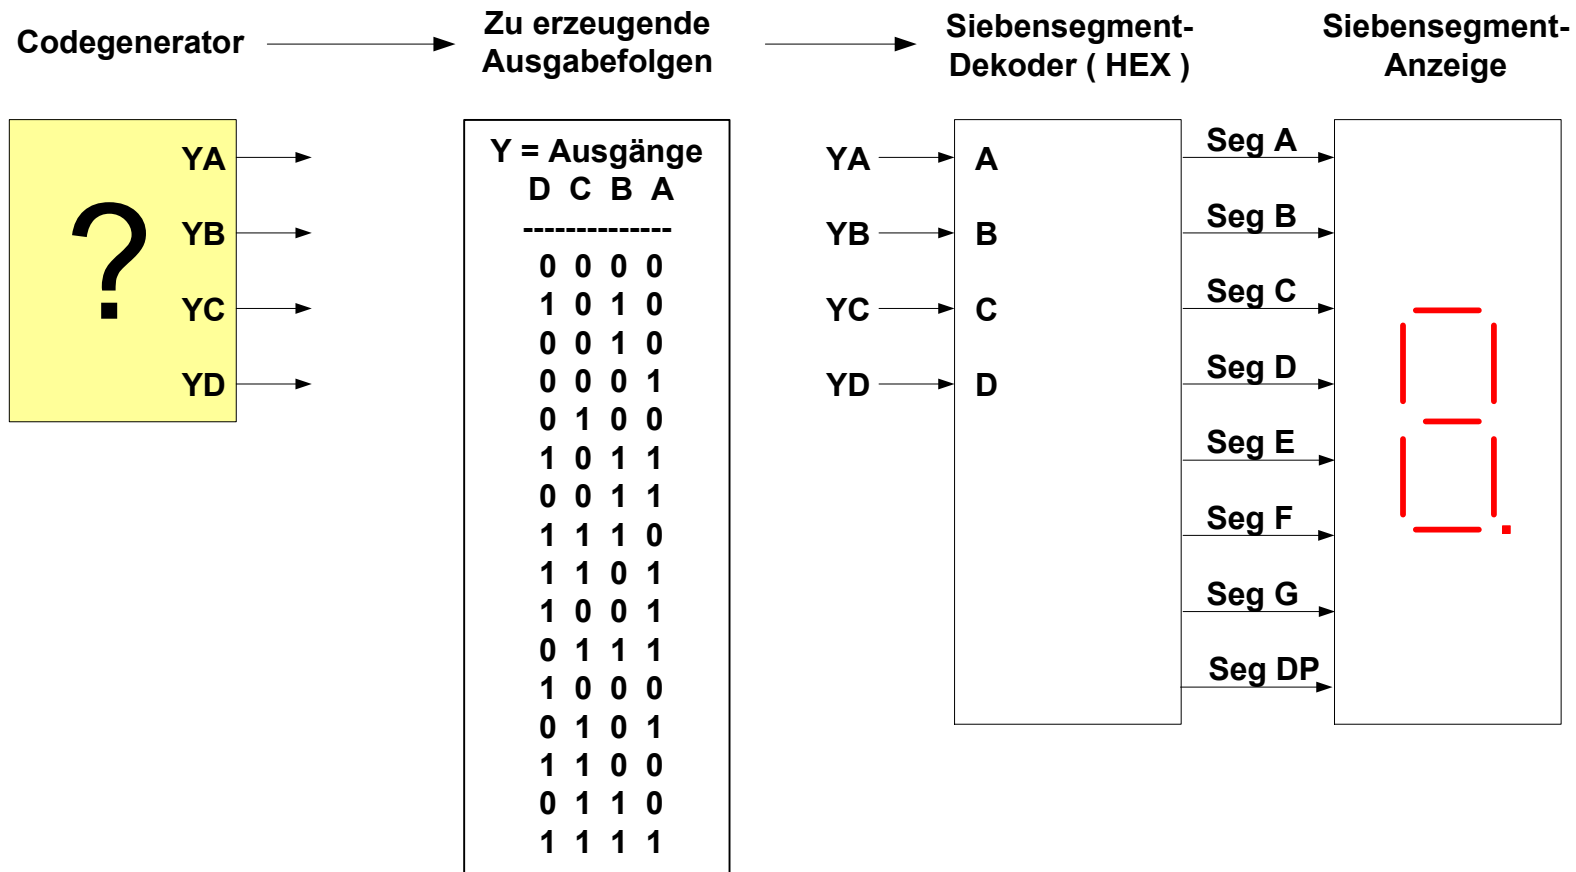 Codegenerator
Zu erzeugende
Ausgabefolgen
Siebensegment-
Dekoder ( HEX )
Siebensegment-
Anzeige
?
YA
YB
YC
YD
Y = Ausgänge
D C B A
--------------
0 0 0 0
1 0 1 0
0 0 1 0
0 0 0 1
0 1 0 0
1 0 1 1
0 0 1 1
1 1 1 0
1 1 0 1
1 0 0 1
0 1 1 1
1 0 0 0
0 1 0 1
1 1 0 0
0 1 1 0
1 1 1 1
YA
YB
YC
YD
A
B
C
D
Seg A
Seg B
Seg C
Seg D
Seg E
Seg F
Seg G
Seg DP
8.